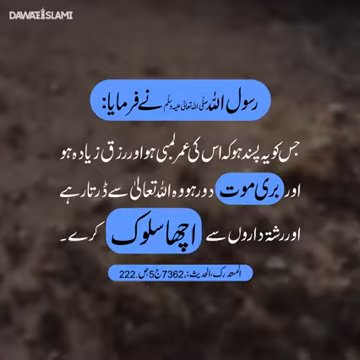 DAWAT-E-ISLAMI
رسول اللہ صلی اللہ تعالیٰ علیہ وسلم نے فرمایا:
جس کو یہ پسند ہو کہ اس کی عمر لمبی ہو اور رزق زیادہ ہو
اور بری موت دور ہو وہ اللہ تعالیٰ سے ڈرتا رہے
اور رشتہ داروں سے اچھا سلوک کرے۔
المستدرک، الحدیث:7362، ج5، ص222.